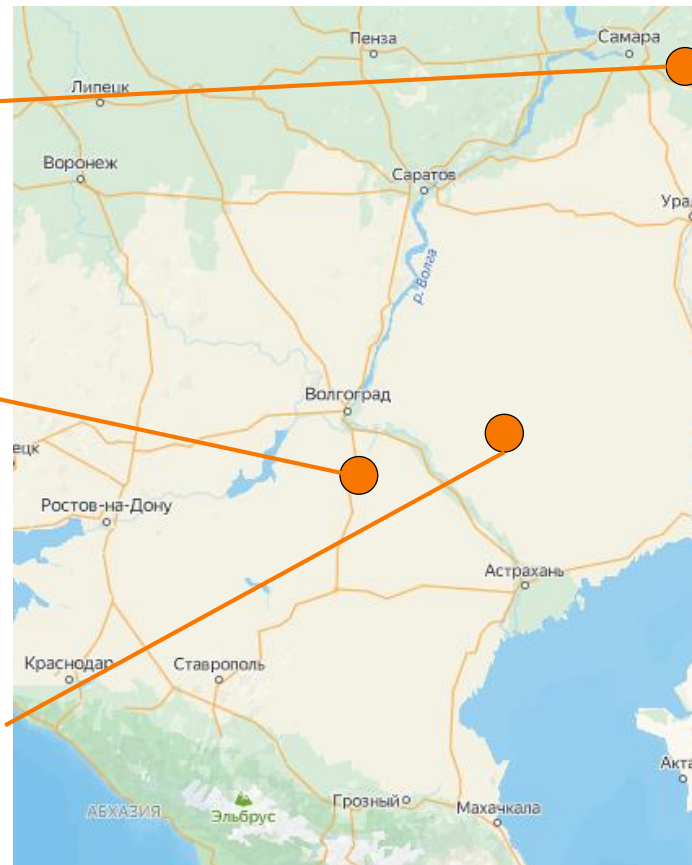 Пенза
Самара
Липецк
Воронеж
Саратов
Урал
р. Волга
Волгоград
ецк
Ростов-на-Дону
Астрахань
Краснодар
Ставрополь
Акта
АБХАЗИЯ
Эльбрус
Грозный
Махачкала